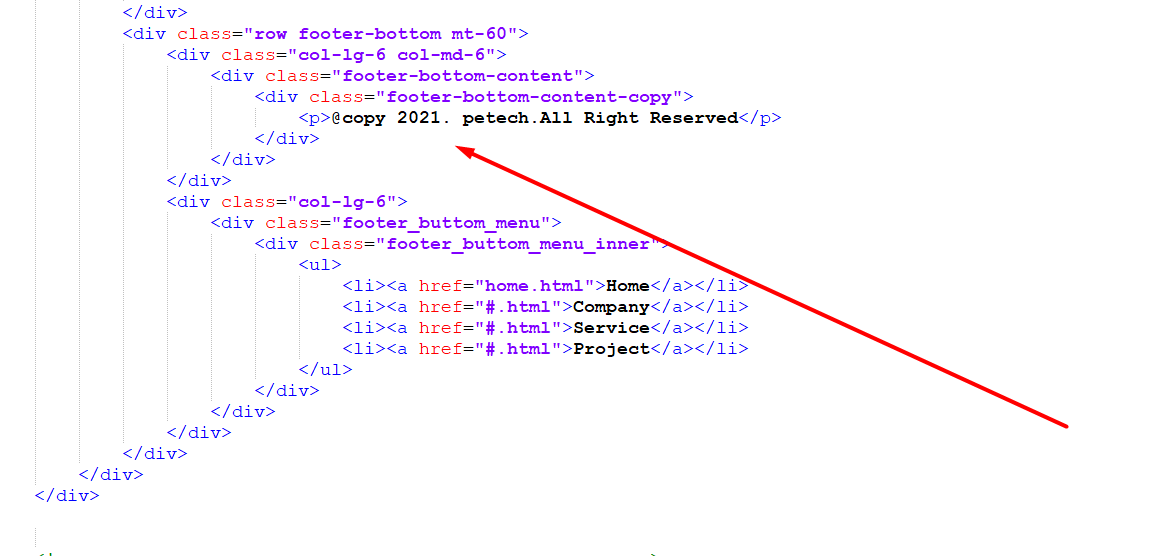 </div>
<div class="row footer-bottom mt-60">
<div class="col-lg-6 col-md-6">
<div class="footer-bottom-content">
<div class="footer-bottom-content-copy">
<p>@copy 2021. petech.All Right Reserved</p>
</div>
</div>
</div>
<div class="col-lg-6">
<div class="footer_buttom_menu">
<div class="footer_buttom_menu_inner">
<ul>
<li><a href="home.html">Home</a></li>
<li><a href="#.html">Company</a></li>
<li><a href="#.html">Service</a></li>
<li><a href="#.html">Project</a></li>
</ul>
</div>
</div>
</div>
</div>
</div>
</div>